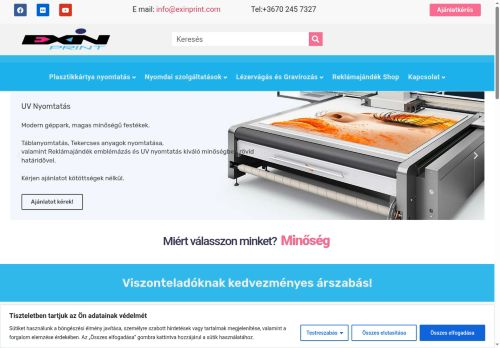 E mail: info@exinprint.com
Tel:+3670 245 7327
Ajánlatkérés
EXIN
PRINT
Keresés
Plasztikkártya nyomtatás
Nyomdai szolgáltatások
Lézervágás és Gravírozás
Reklámajándék Shop
Kapcsolat
UV Nyomtatás
Modern géppark, magas minőségű festékek.
Táblanyomtatás, Tekercses anyagok nyomtatása,
valamint Reklámajándék emblémázás és UV nyomtatás kiváló minőségben rövid
határidővel.
Kérjen ajánlatot kötöttségek nélkül.
Ajánlatot kérek!
Miért válasszon minket? Minőség
Viszonteladóknak kedvezményes árszabás!
Tiszteletben tartjuk az Ön adatainak védelmét
Sütiket használunk a böngészési élmény javítása, személyre szabott hirdetések vagy tartalmak megjelenítése, valamint a
forgalom elemzése érdekében. Az „Összes elfogadása" gombra kattintva hozzájárul a sütik használatához.
Testreszabás
Összes elutasítása
Összes elfogadása